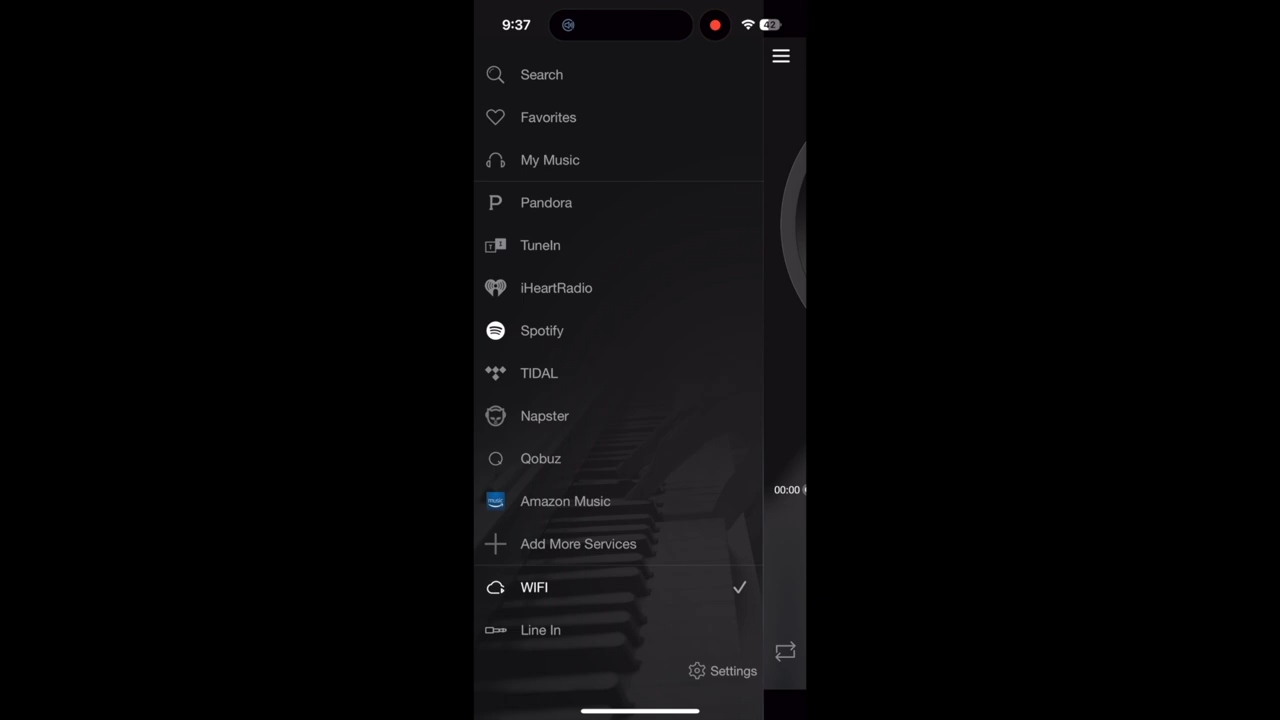 9:37
42
Search
Favorites
My Music
Pandora
TuneIn
iHeartRadio
Spotify
TIDAL
Napster
Qobuz
music
Amazon Music
Add More Services
WIFI
Line In
Settings
00:00